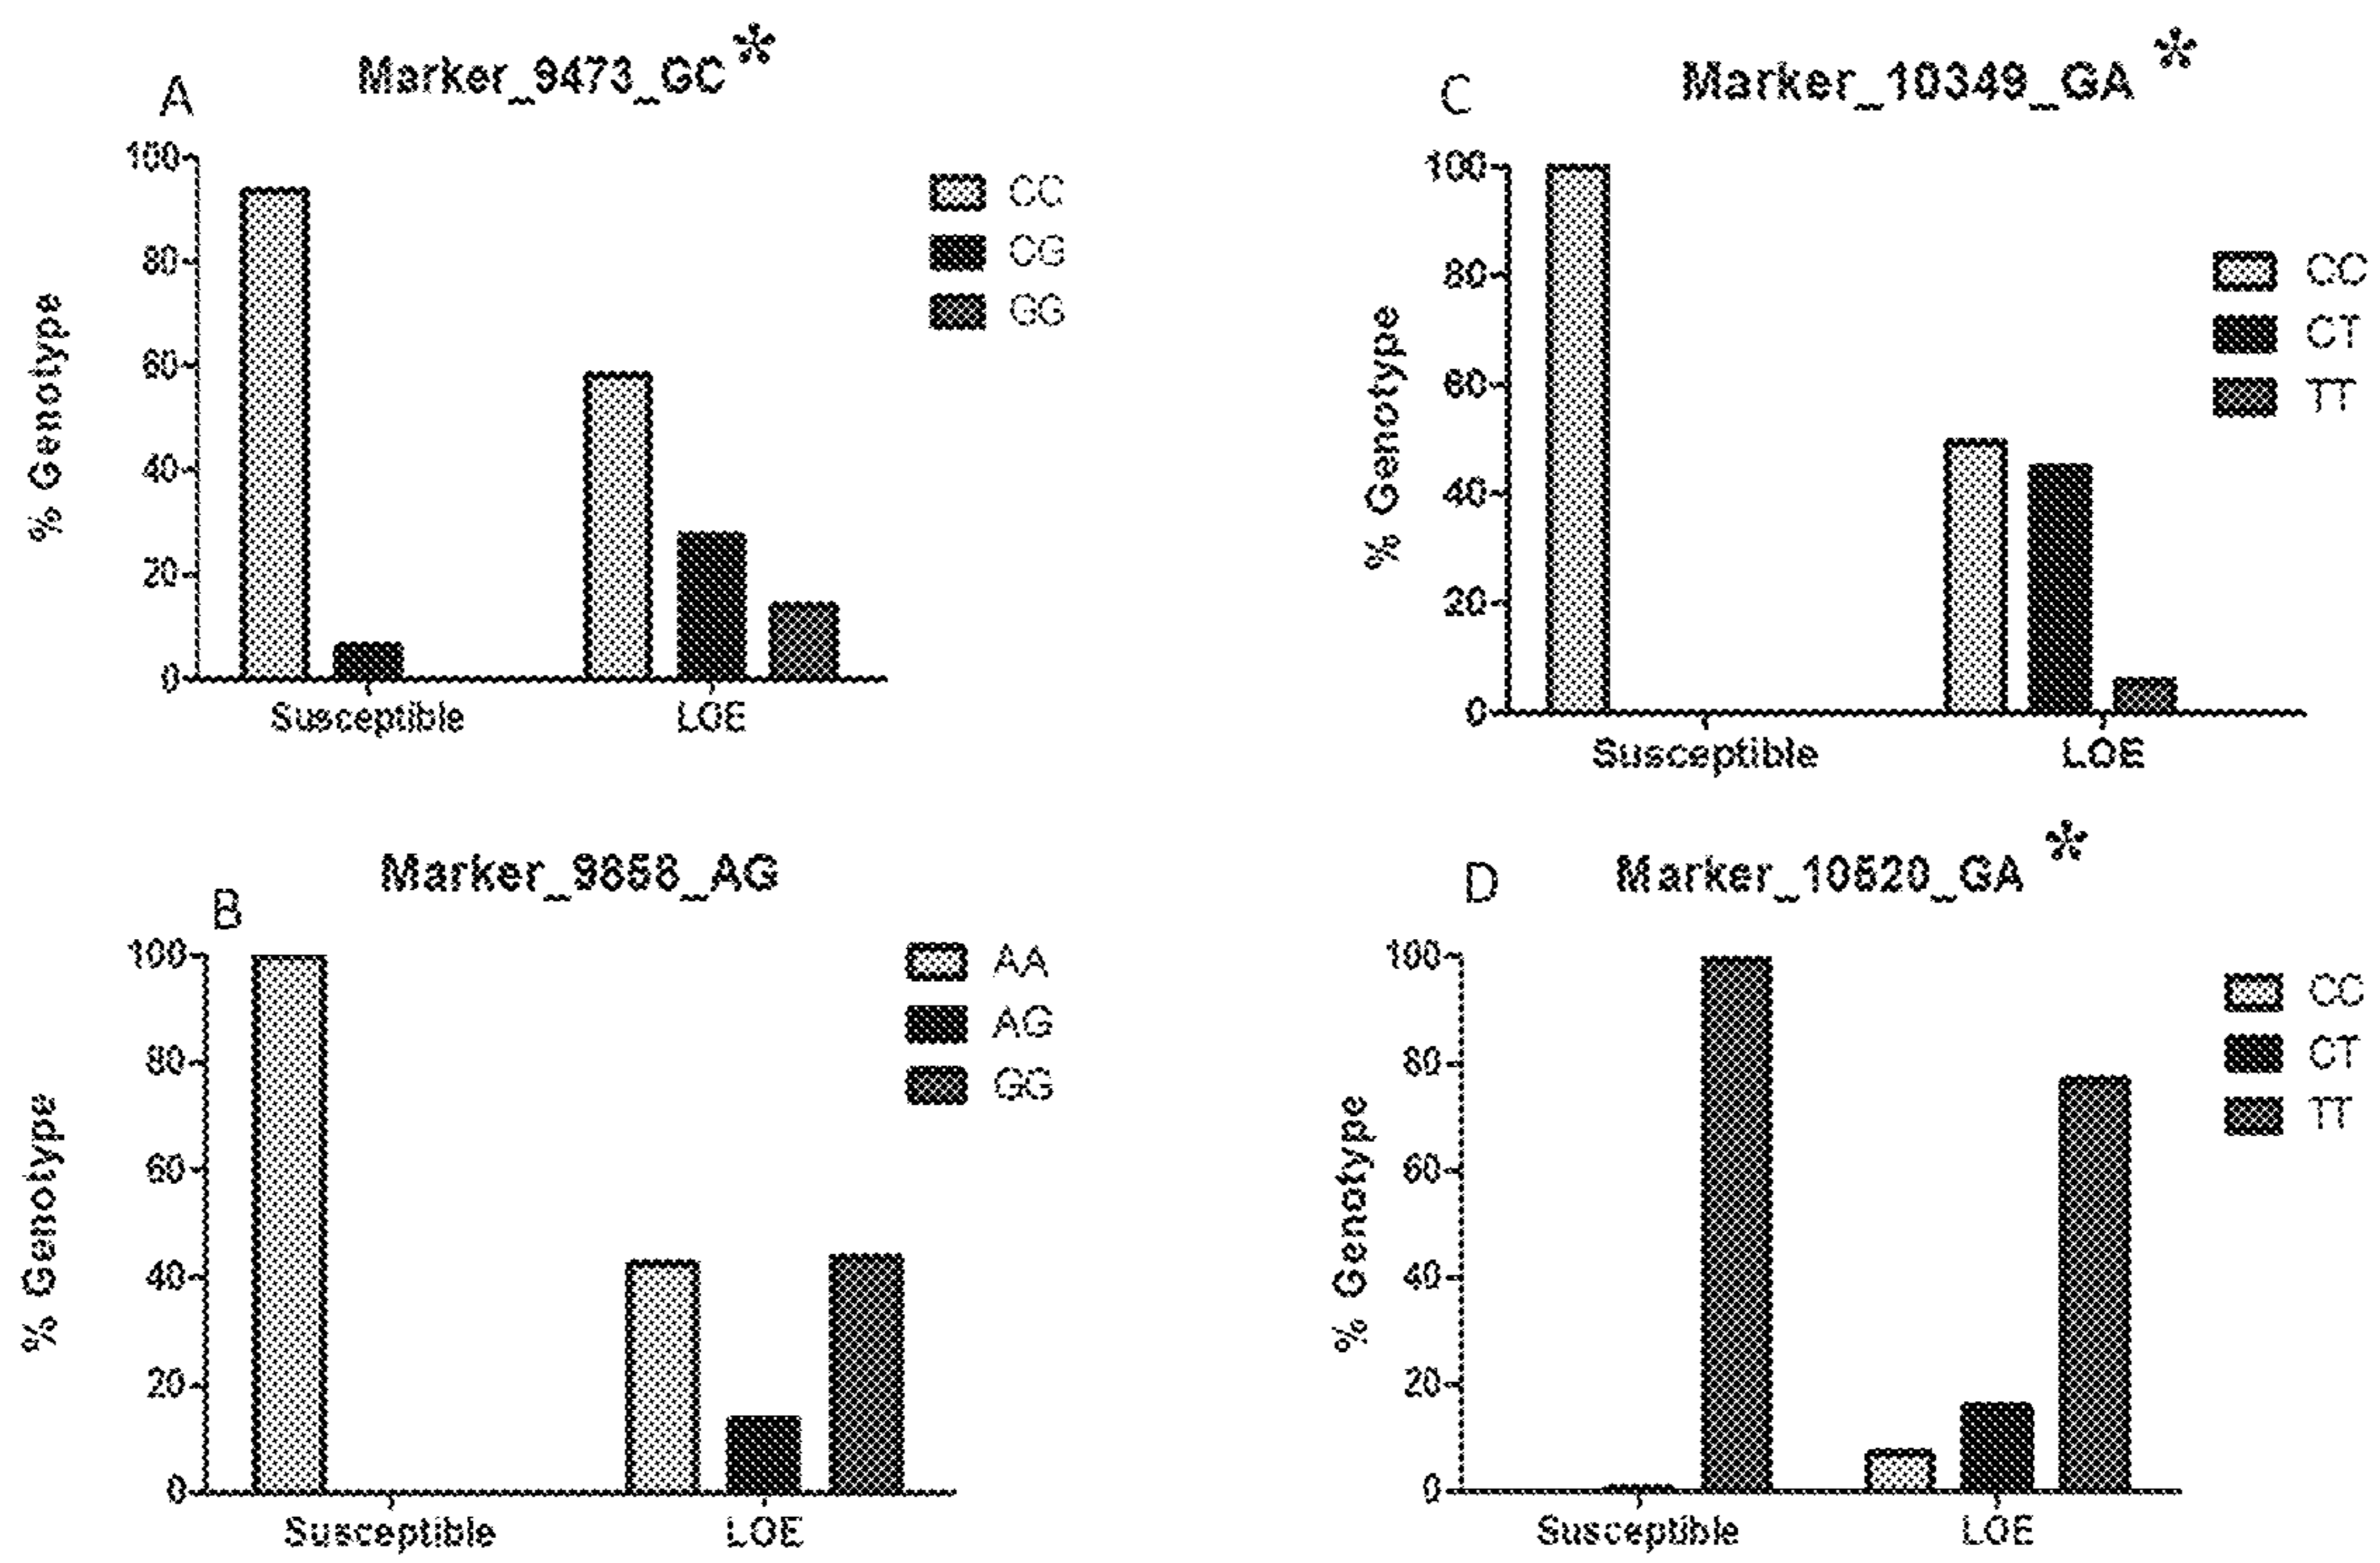 A
Marker_9473_GC*
% Genotype
100
80
60
40
20
0
Susceptible
LOE
CC
CG
GG
C
Marker_10349_GA *
% Genotype
100
80
60
40
20
0
Susceptible
LOE
CC
CT
TT
B
Marker_9858_AG
% Genotype
100
80
60
40
20
0
Susceptible
LOE
AA
AG
GG
D
Marker_10520_GA *
% Genotype
100
80
60
40
20
0
Susceptible
LOE
CC
CT
TT